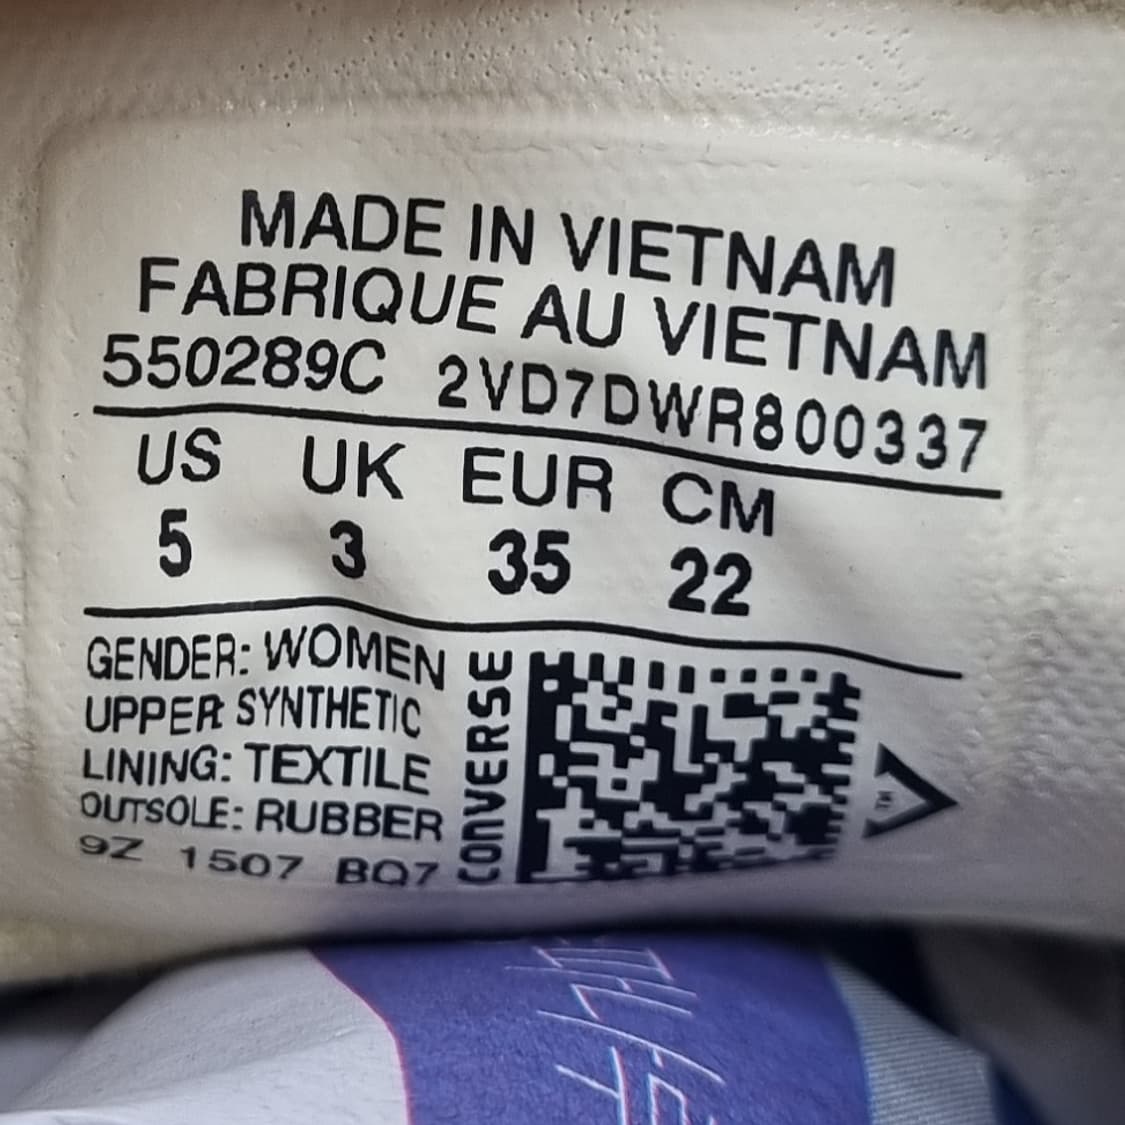 MADE IN VIETNAM
FABRIQUE AU VIETNAM
550289C 2VD7DWR800337
US UK EUR CM
5 3 35 22
GENDER: WOMEN
UPPER SYNTHETIC
LINING: TEXTILE
OUTSOLE: RUBBER
9Z 1507 BQ7
CONVERSE
TM